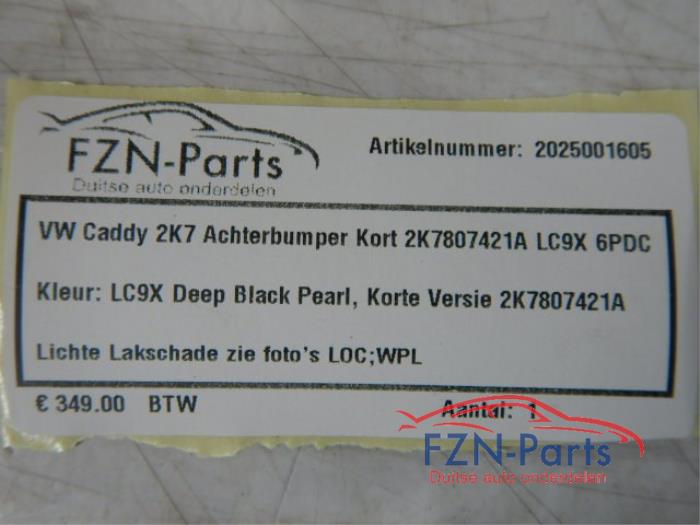 FZN-Parts
Duitse auto onderdelen
Artikelnummer: 2025001605
VW Caddy 2K7 Achterbumper Kort 2K7807421A LC9X 6PDC
Kleur: LC9X Deep Black Pearl, Korte Versie 2K7807421A
Lichte Lakschade zie foto's LOC;WPL
€ 349.00 BTW
Aantal: 1
FZN-Parts
Duitse auto onderdelen